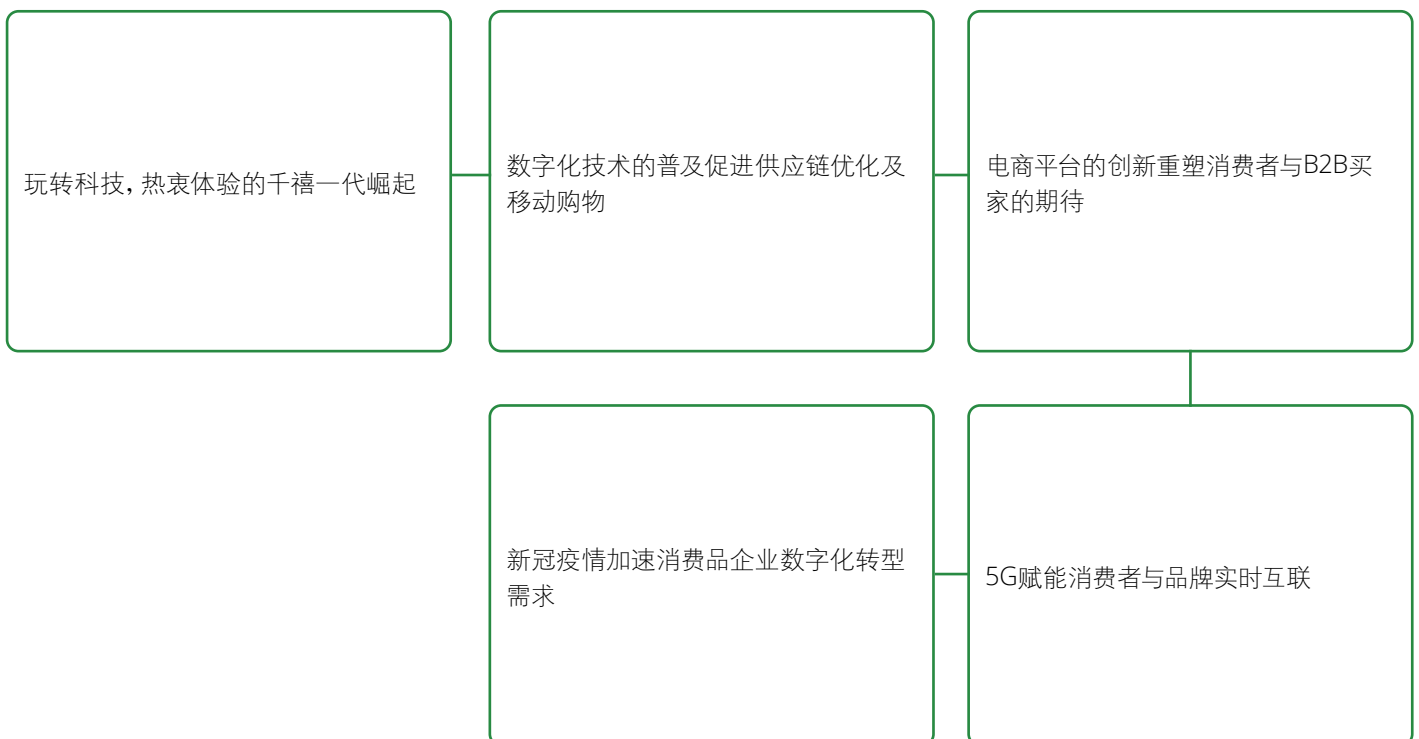 玩转科技，热衷体验的千禧一代崛起
数字化技术的普及促进供应链优化及
移动购物
电商平台的创新重塑消费者与B2B买
家的期待
5G赋能消费者与品牌实时互联
新冠疫情加速消费品企业数字化转型
需求